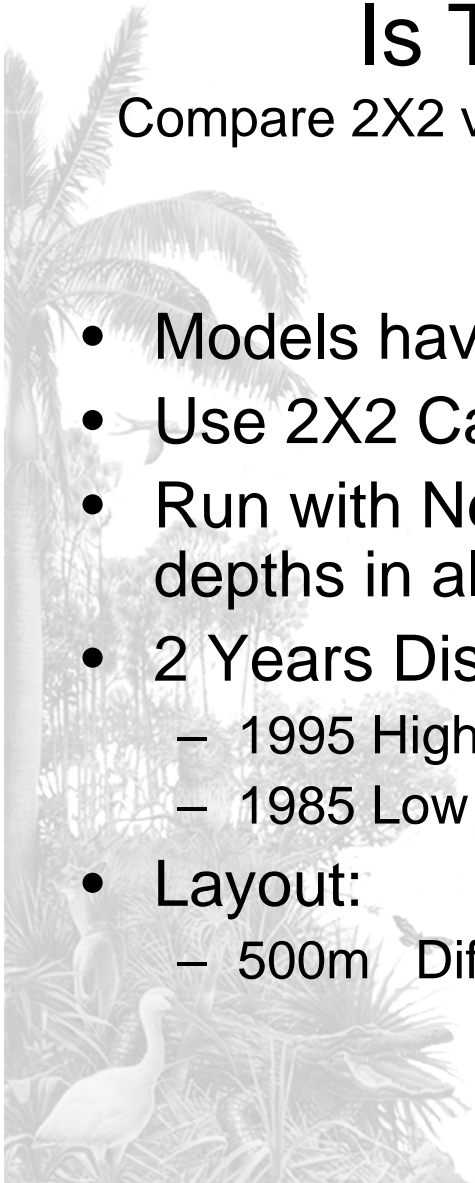 Is T
Compare 2X2 v
• Models hav
• Use 2X2 Ca
• Run with Ne
depths in al
• 2 Years Dis
– 1995 High
– 1985 Low
• Layout:
– 500m Dif